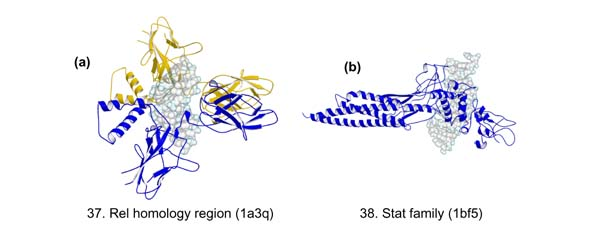 (a)
(b)
37. Rel homology region (1a3q)
38. Stat family (1bf5)